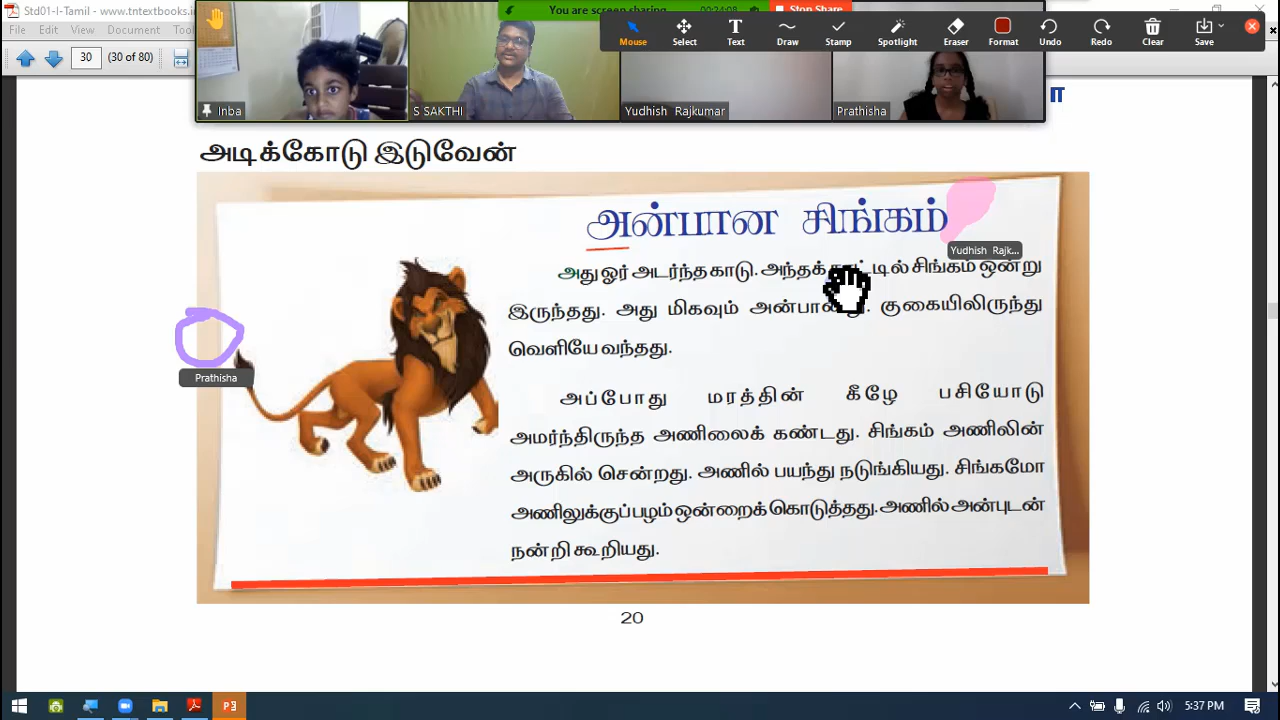 Std01-I-Tamil - www.tntextbooks.in
You are screen sharing
Stop Share
File Edit View Document
30 (30 of 80)
Mouse Select Text Draw Stamp Spotlight Eraser Format Undo Redo Clear Save
Inba
S SAKTHI
Yudhish Rajkumar
Prathisha
அடிக்கோடு இடுவேன்
அன்பான சிங்கம்
Yudhish Rajk...
அது ஓர் அடர்ந்த காடு. அந்தக் சிங்கம் ஒன்று
இருந்தது. அது மிகவும் குகையிலிருந்து
வெளியே வந்தது.
Prathisha
அப்போது மரத்தின் கீழே பசியோடு
அமர்ந்திருந்த அணிலைக் கண்டது. சிங்கம் அணிலின்
அருகில் சென்றது. அணில் பயந்து நடுங்கியது. சிங்கமோ
அணிலுக்குப் பழம் ஒன்றைக் கொடுத்தது. அணில் அன்புடன்
நன்றி கூறியது.
20
5:37 PM